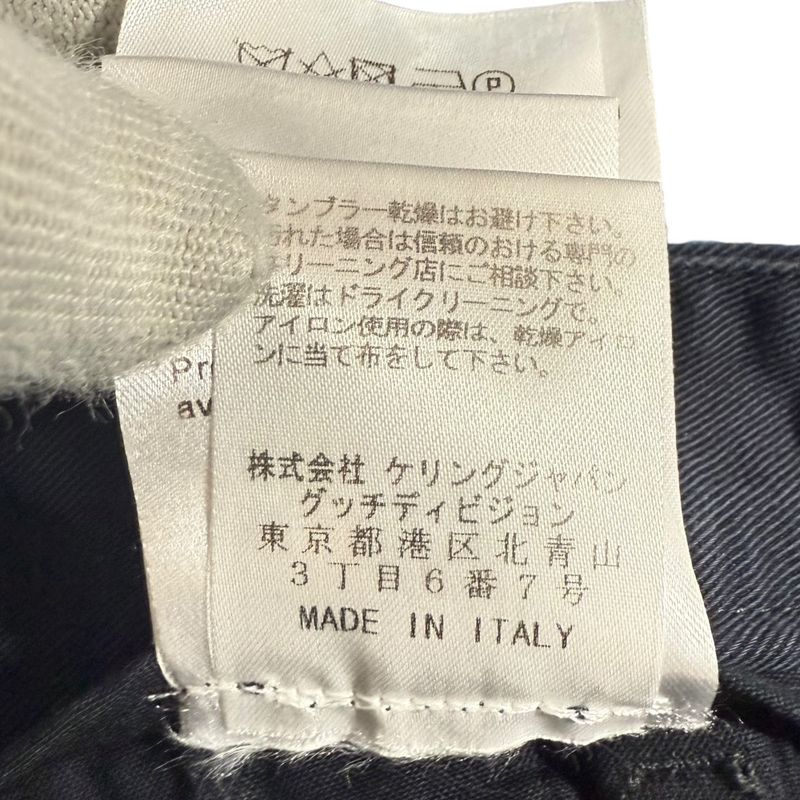 P
タンブラー乾燥はお避け下さい。
汚れた場合は信頼のおける専門の
クリーニング店にご相談下さい。
洗濯はドライクリーニングで。
アイロン使用の際は、乾燥アイロ
ンに当て布をして下さい。
株式会社 ケリングジャパン
グッチディビジョン
東京都港区北青山
3丁目6番7号
MADE IN ITALY